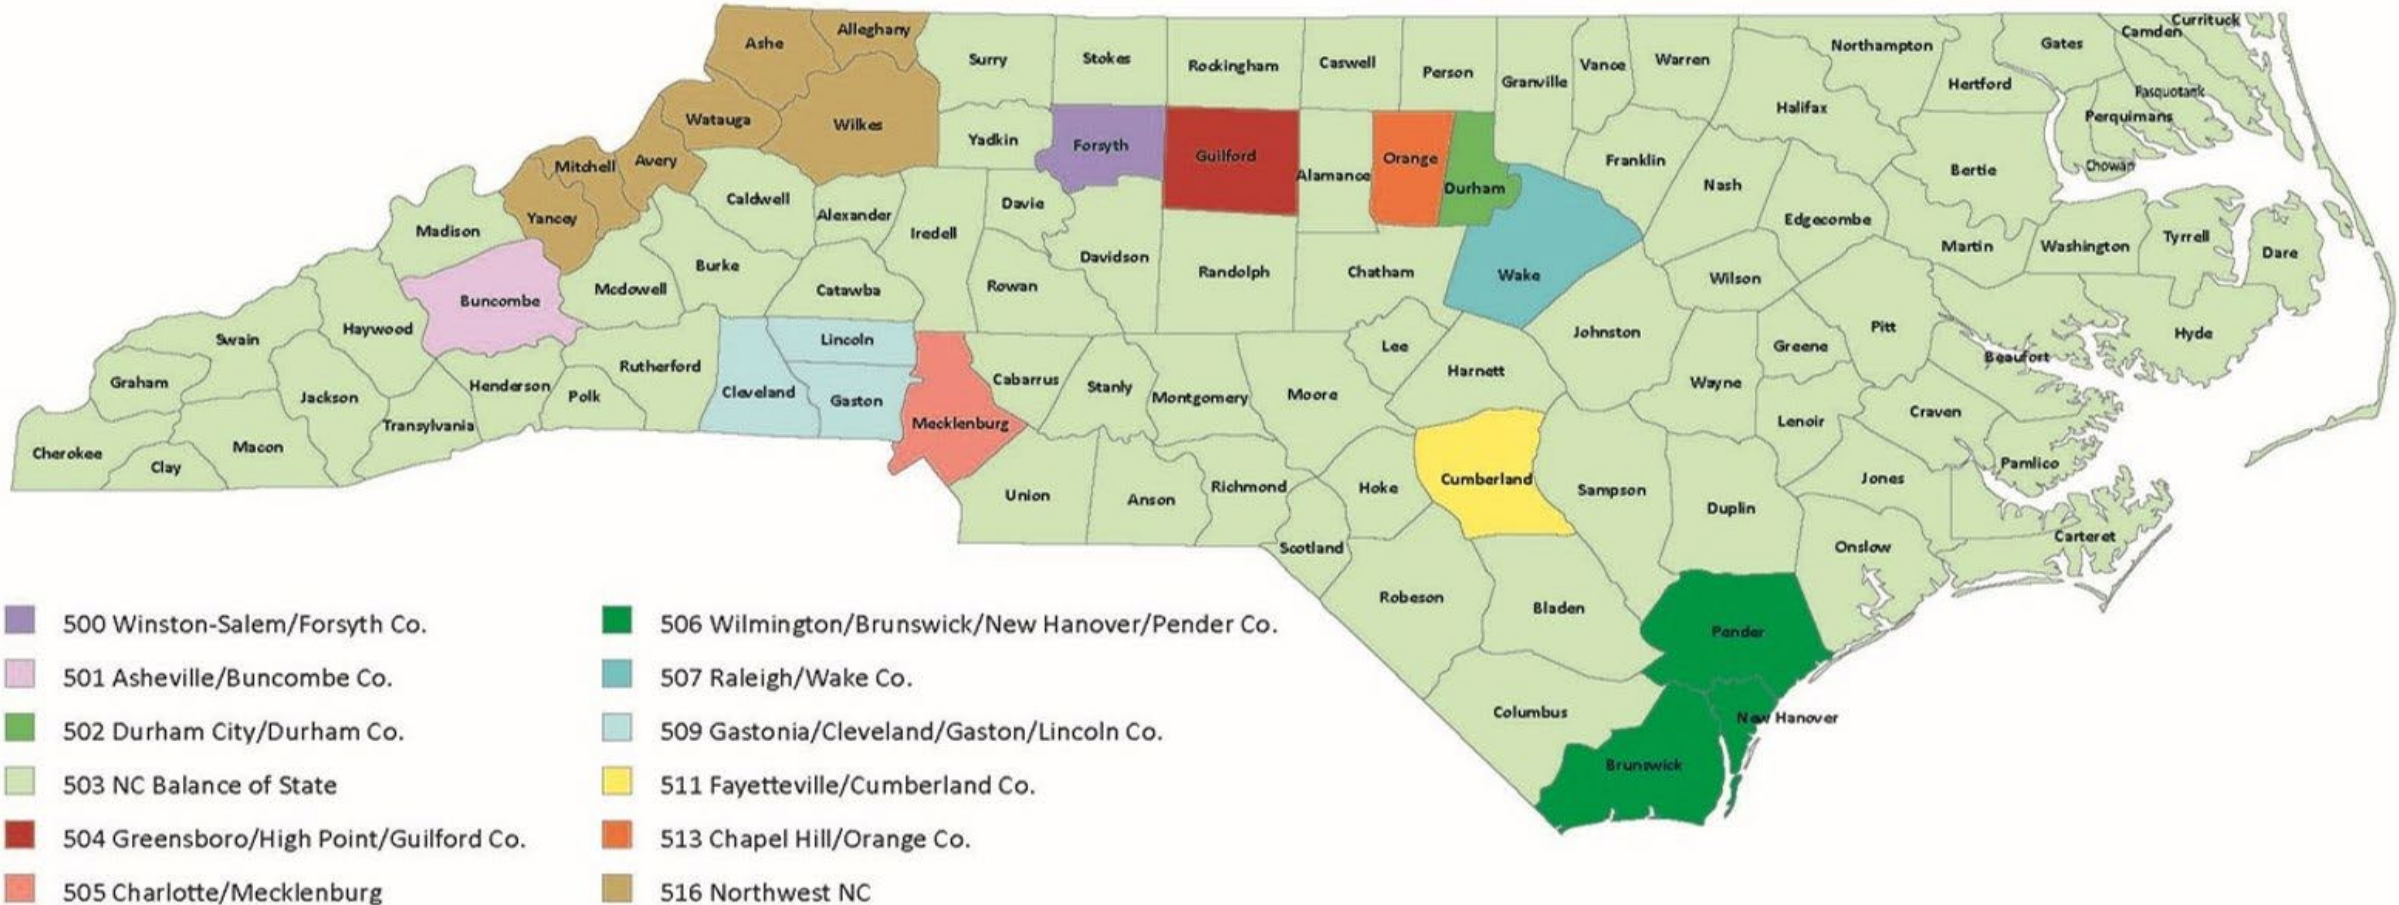 Currituck
Camden
Alleghany
Ashe
Gates
Northampton
Surry
Stokes
Rockingham
Caswell
Person
Granville
Vance
Warren
Hertford
Pasquotank
Halifax
Perquimans
Watauga
Wilkes
Yadkin
Forsyth
Guilford
Orange
Franklin
Chowan
Bertie
Mitchell
Avery
Alamance
Durham
Nash
Caldwell
Alexander
Davie
Edgecombe
Yancey
Madison
Iredell
Martin
Washington
Tyrrell
Dare
Burke
Davidson
Randolph
Chatham
Wake
Wilson
Mcdowell
Catawba
Rowan
Buncombe
Haywood
Swain
Lincoln
Johnston
Pitt
Hyde
Lee
Greene
Beaufort
Rutherford
Graham
Henderson
Cabarrus
Stanly
Harnett
Wayne
Jackson
Polk
Cleveland
Gaston
Montgomery
Moore
Craven
Transylvania
Mecklenburg
Lenoir
Cherokee
Macon
Clay
Pamlico
Union
Anson
Richmond
Hoke
Cumberland
Sampson
Jones
Duplin
Scotland
Onslow
Carteret
Robeson
Bladen
Pender
Columbus
New Hanover
Brunswick
500 Winston-Salem/Forsyth Co.
501 Asheville/Buncombe Co.
502 Durham City/Durham Co.
503 NC Balance of State
504 Greensboro/High Point/Guilford Co.
505 Charlotte/Mecklenburg
506 Wilmington/Brunswick/New Hanover/Pender Co.
507 Raleigh/Wake Co.
509 Gastonia/Cleveland/Gaston/Lincoln Co.
511 Fayetteville/Cumberland Co.
513 Chapel Hill/Orange Co.
516 Northwest NC